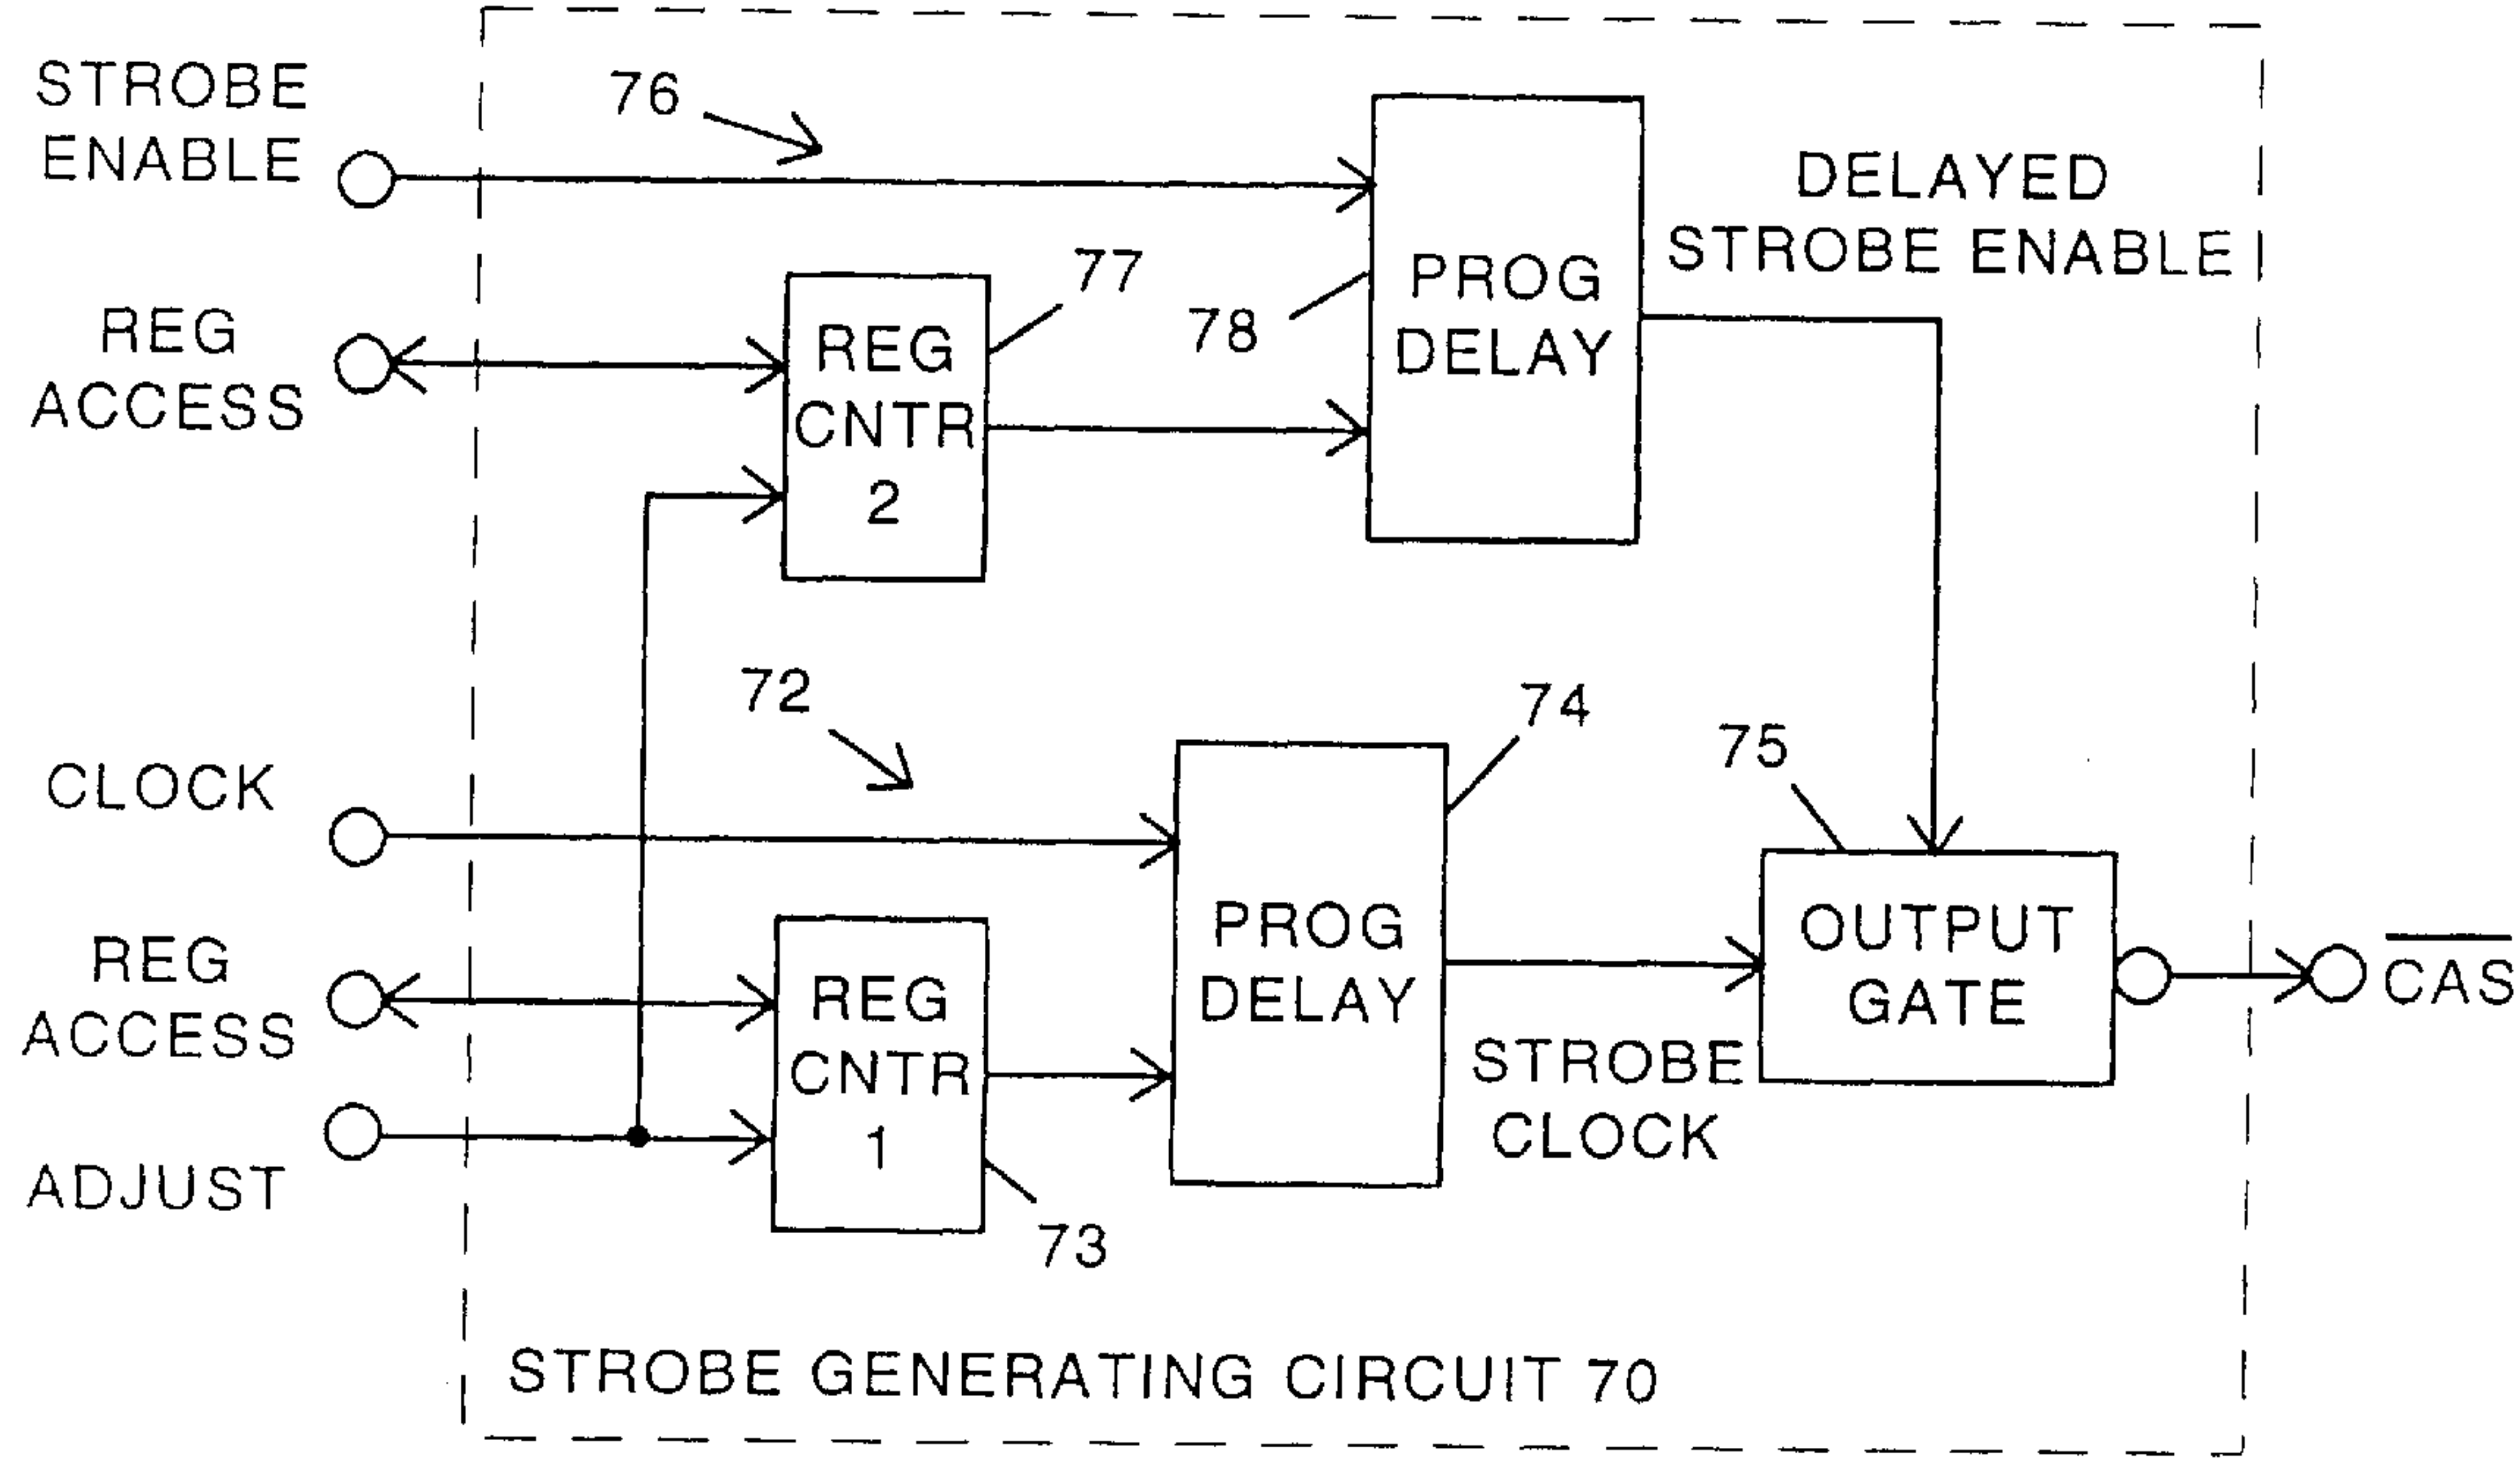 STROBE
ENABLE
76
DELAYED
STROBE ENABLE
REG
ACCESS
REG
CNTR
2
77
78
PROG
DELAY
CLOCK
72
74
75
REG
ACCESS
REG
CNTR
1
PROG
DELAY
OUTPUT
GATE
C̅A̅S̅
STROBE
CLOCK
ADJUST
73
STROBE GENERATING CIRCUIT 70